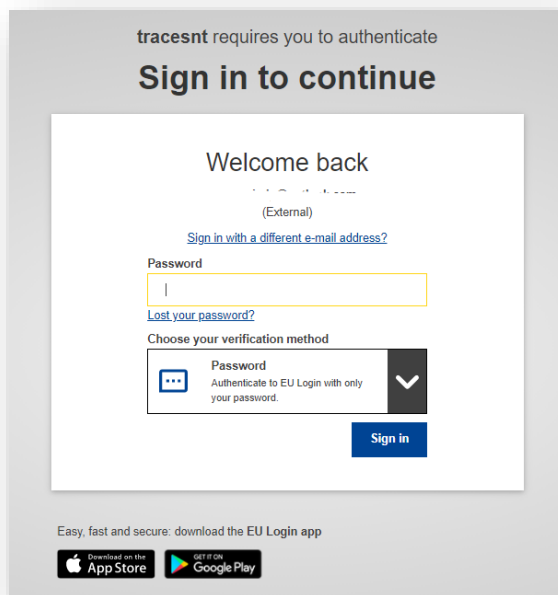 tracesnt requires you to authenticate
Sign in to continue
Welcome back
(External)
Sign in with a different e-mail address?
Password
Lost your password?
Choose your verification method
Password
Authenticate to EU Login with only
your password.
Sign in
Easy, fast and secure: download the EU Login app
Download on the
App Store
GET IT ON
Google Play